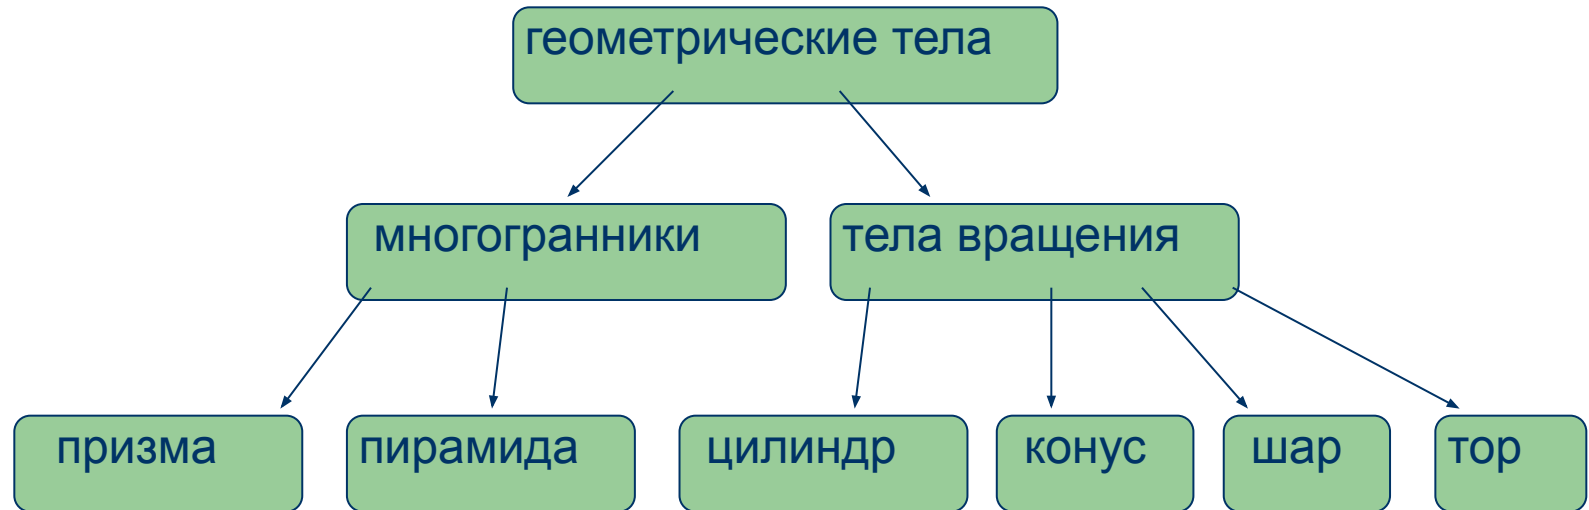 геометрические тела
многогранники
тела вращения
призма
пирамида
цилиндр
конус
шар
тор